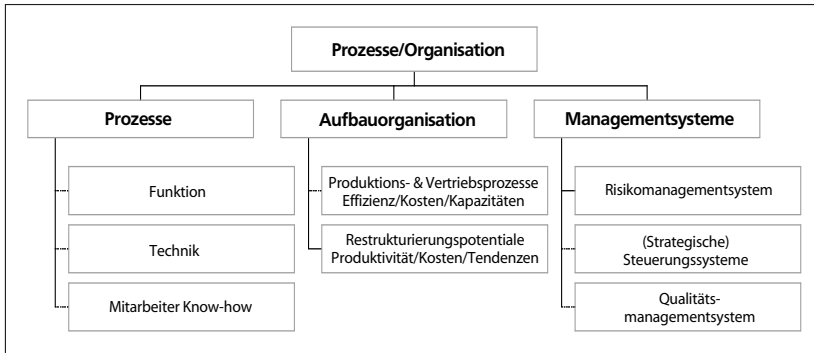 Prozesse/Organisation
Prozesse
Aufbauorganisation
Managementsysteme
Funktion
Technik
Mitarbeiter Know-how
Produktions- & Vertriebsprozesse
Effizienz/Kosten/Kapazitäten
Restrukturierungspotentiale
Produktivität/Kosten/Tendenzen
Risikomanagementsystem
(Strategische)
Steuerungssysteme
Qualitäts-
managementsystem